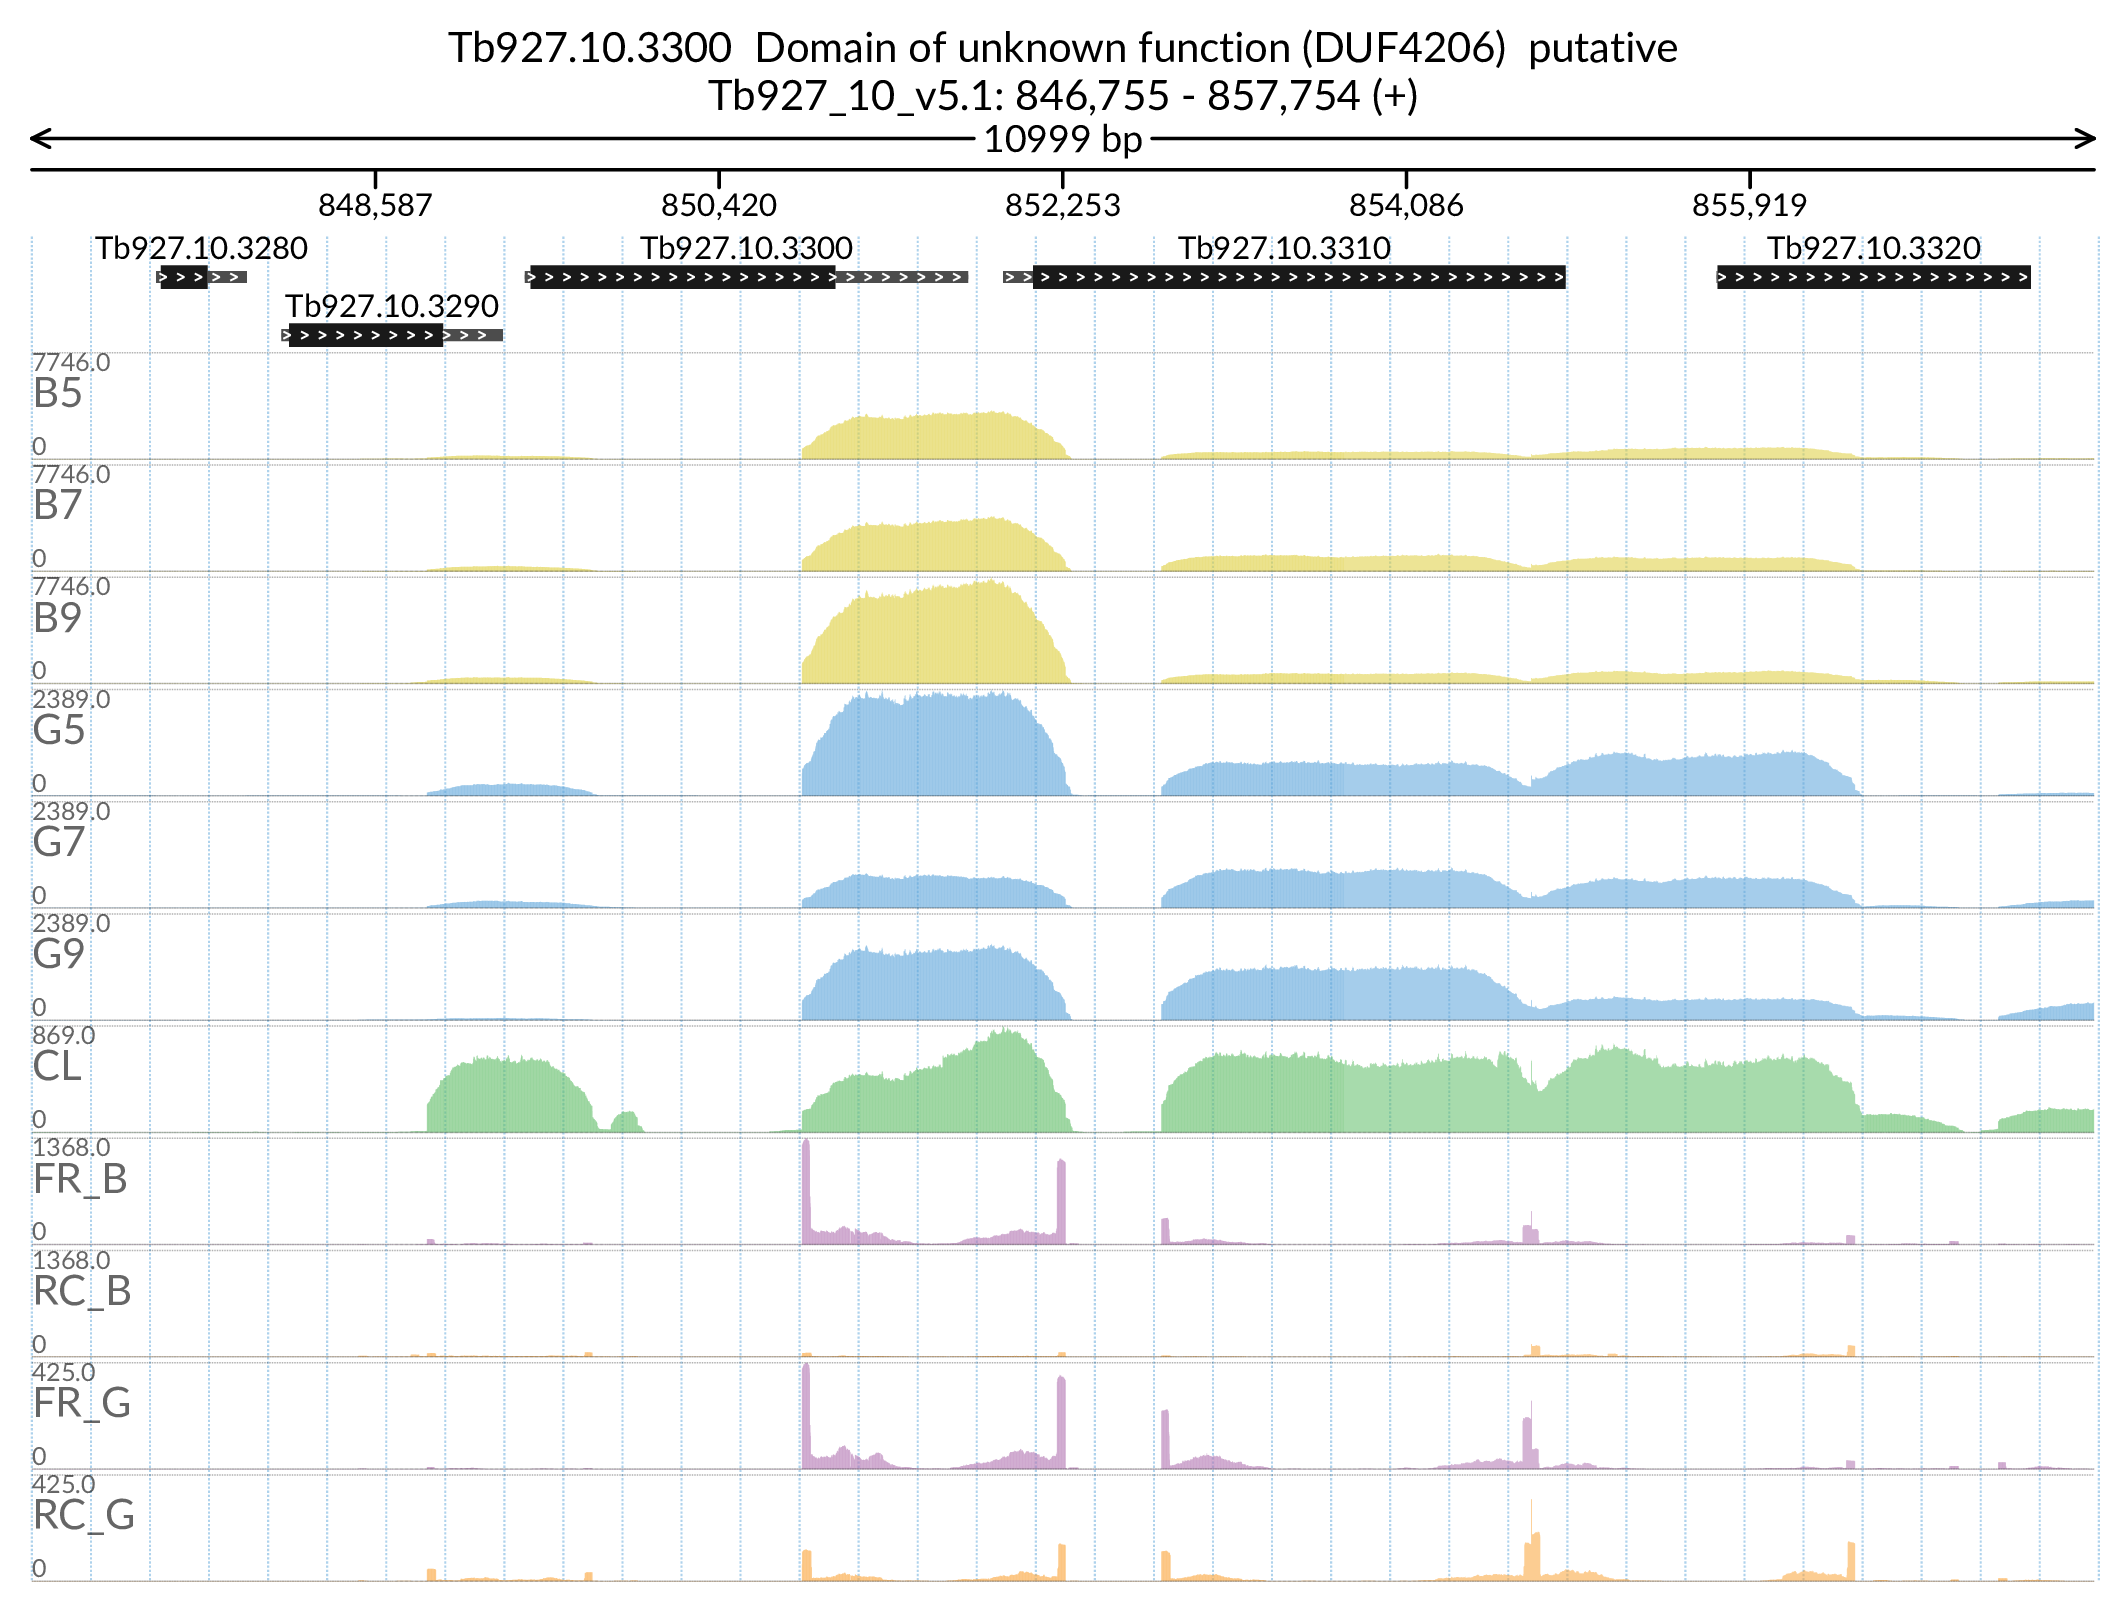 Tb927.10.3300  Domain of unknown function (DUF4206)  putative
Tb927_10_v5.1: 846,755 - 857,754 (+)
10999 bp
848,587 850,420 852,253 854,086 855,919
Tb927.10.3280 Tb927.10.3300 Tb927.10.3310 Tb927.10.3320
Tb927.10.3290
7746.0
B5
0
7746.0
B7
0
7746.0
B9
0
2389.0
G5
0
2389.0
G7
0
2389.0
G9
0
869.0
CL
0
1368.0
FR_B
0
1368.0
RC_B
0
425.0
FR_G
0
425.0
RC_G
0